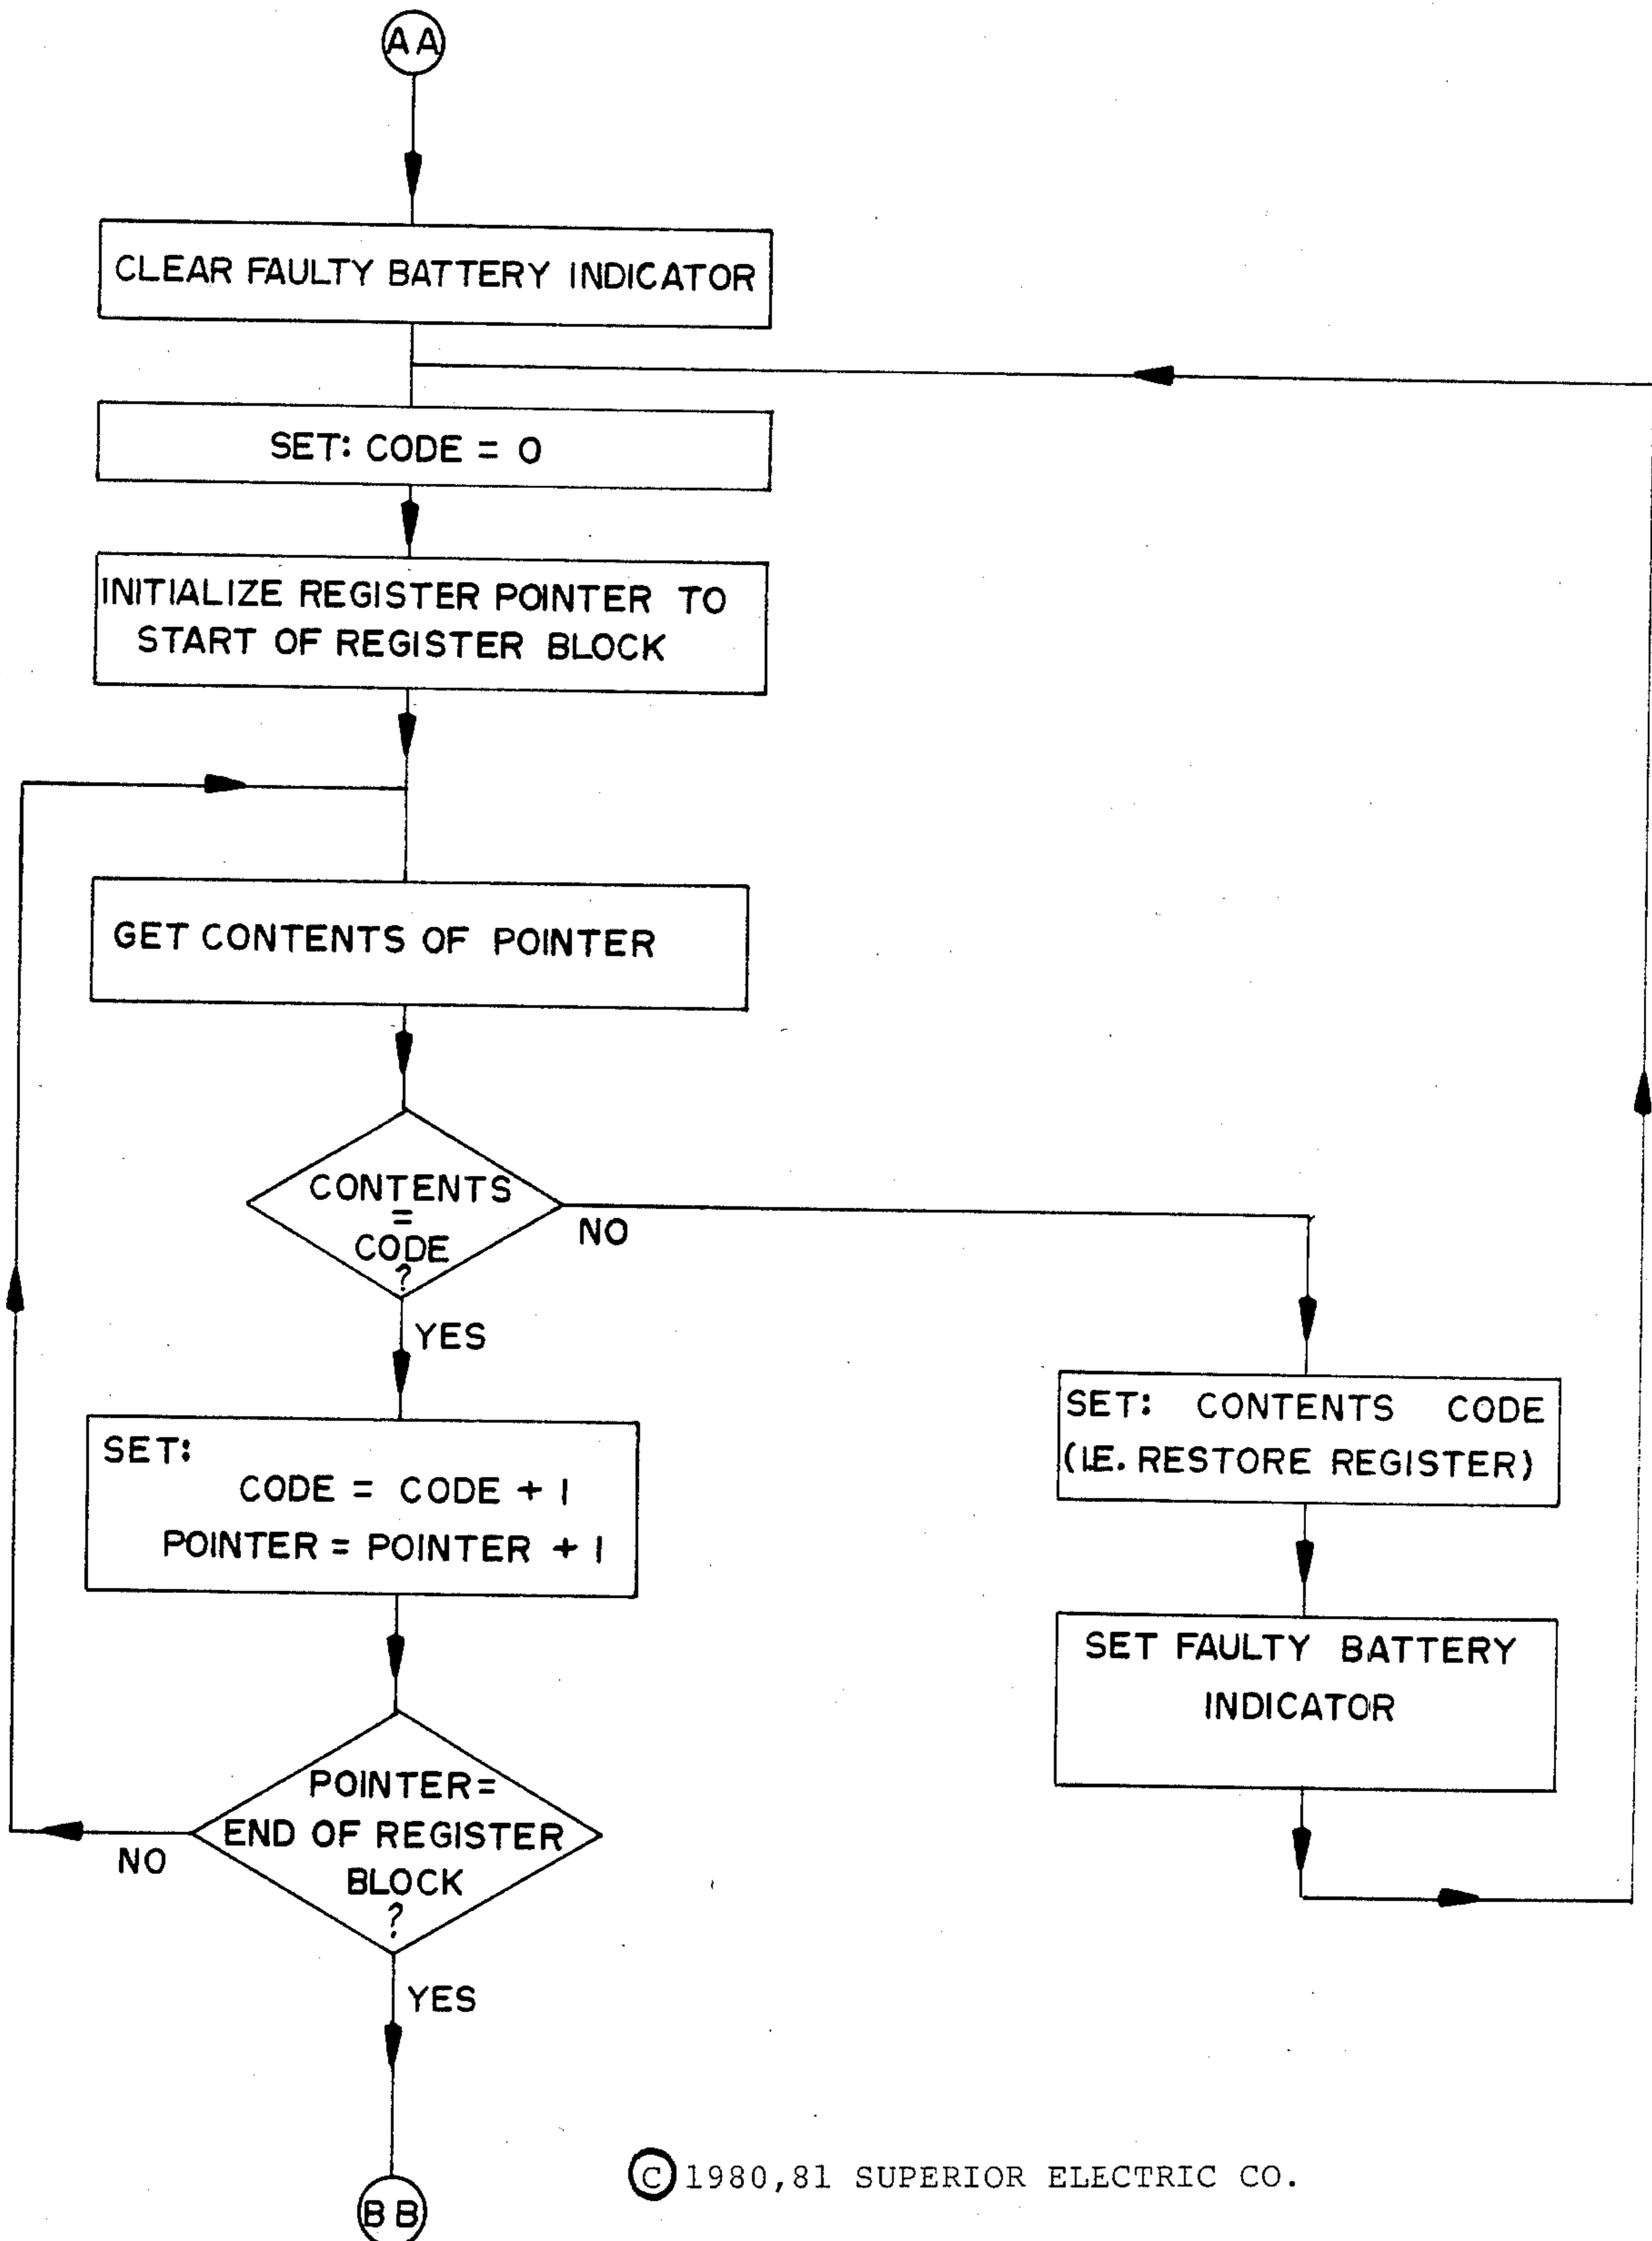 AA
CLEAR FAULTY BATTERY INDICATOR
SET: CODE = 0
INITIALIZE REGISTER POINTER TO
START OF REGISTER BLOCK
GET CONTENTS OF POINTER
CONTENTS
=
CODE
?
NO
YES
SET:
CODE = CODE + 1
POINTER = POINTER + 1
SET: CONTENTS CODE
(I.E. RESTORE REGISTER)
SET FAULTY BATTERY
INDICATOR
POINTER =
END OF REGISTER
BLOCK
?
NO
YES
BB
© 1980,81 SUPERIOR ELECTRIC CO.